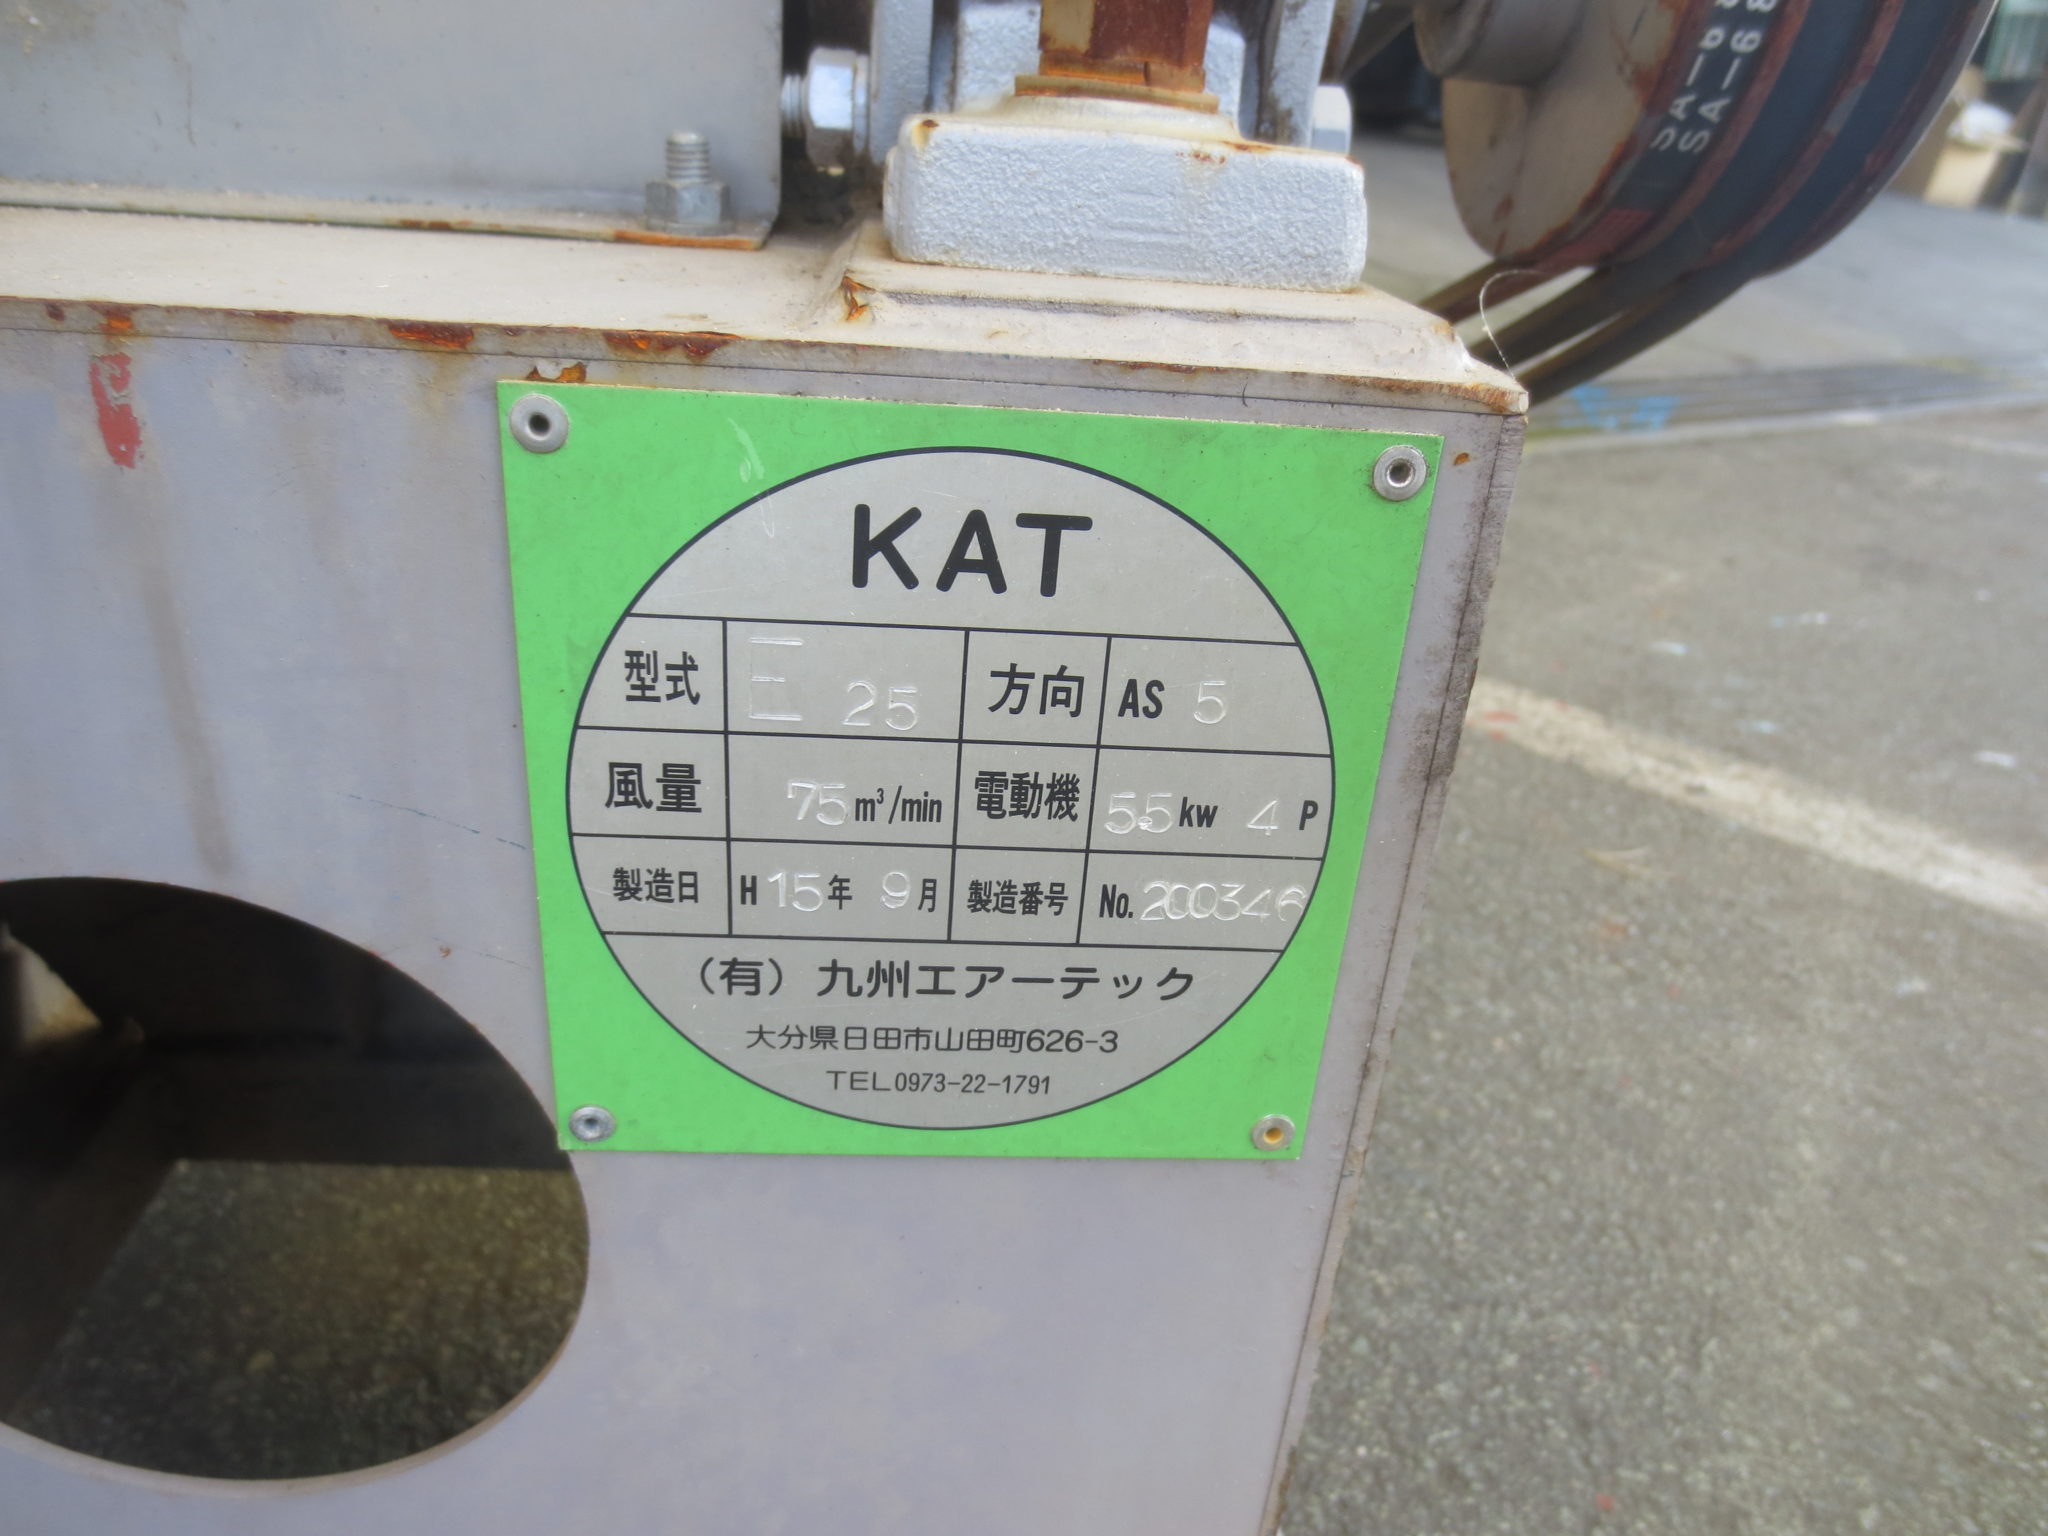 KAT
型式 E 25 方向 AS 5
風量 75 m³/min 電動機 5.5 kw 4 P
製造日 H 15 年 9 月 製造番号 No. 200346
(有) 九州エアーテック
大分県日田市山田町626-3
TEL 0973-22-1791